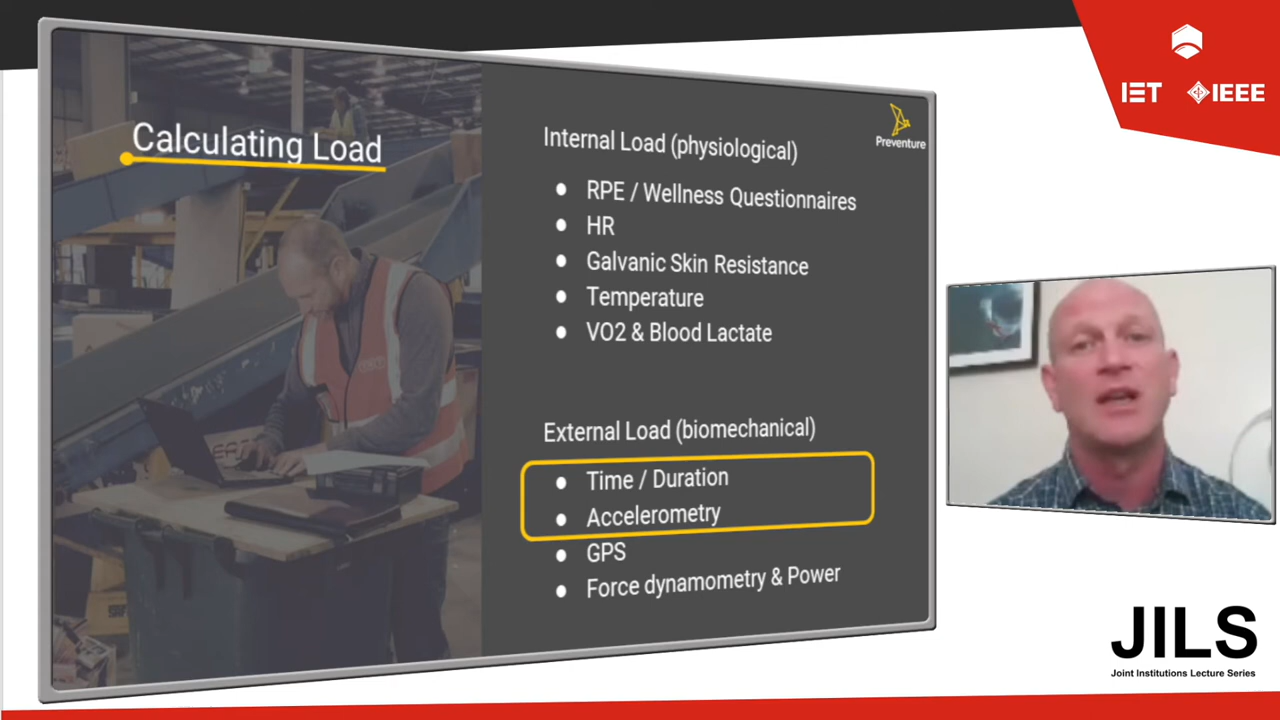 Calculating Load
Preventure
Internal Load (physiological)
RPE / Wellness Questionnaires
HR
Galvanic Skin Resistance
Temperature
VO2 & Blood Lactate
External Load (biomechanical)
Time / Duration
Accelerometry
GPS
Force dynamometry & Power
IET
IEEE
JILS
Joint Institutions Lecture Series